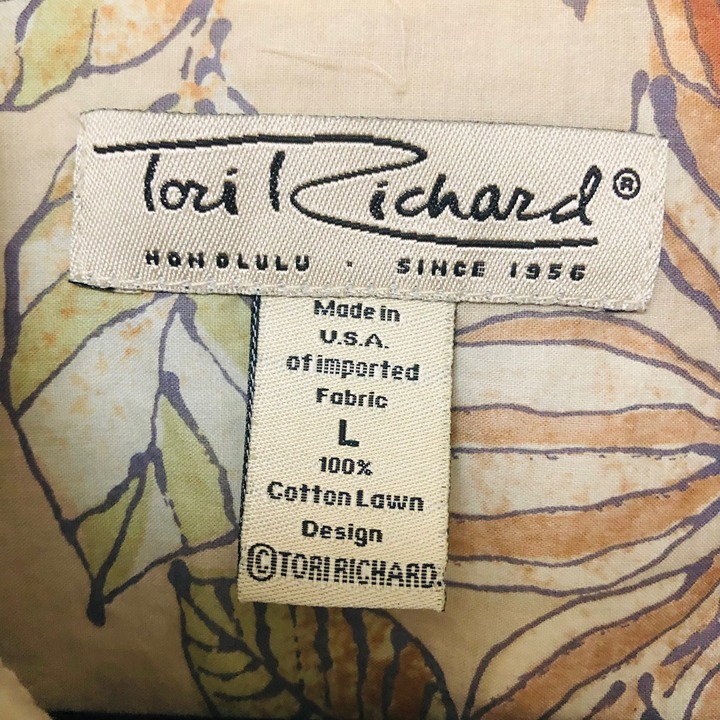 Tori Richard®
HONOLULU · SINCE 1956
Made in
U.S.A.
of imported
Fabric
L
100%
Cotton Lawn
Design
©TORI RICHARD.